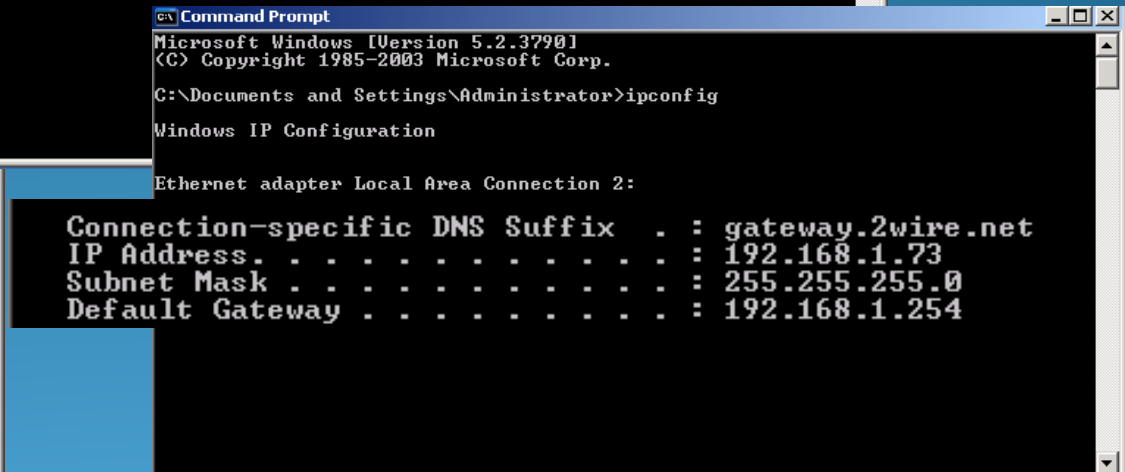 Command Prompt
Microsoft Windows [Version 5.2.3790]
(C) Copyright 1985-2003 Microsoft Corp.
C:\Documents and Settings\Administrator>ipconfig
Windows IP Configuration
Ethernet adapter Local Area Connection 2:
Connection-specific DNS Suffix . : gateway.2wire.net
IP Address. . . . . . . . . . . . : 192.168.1.73
Subnet Mask . . . . . . . . . . . : 255.255.255.0
Default Gateway . . . . . . . . . : 192.168.1.254